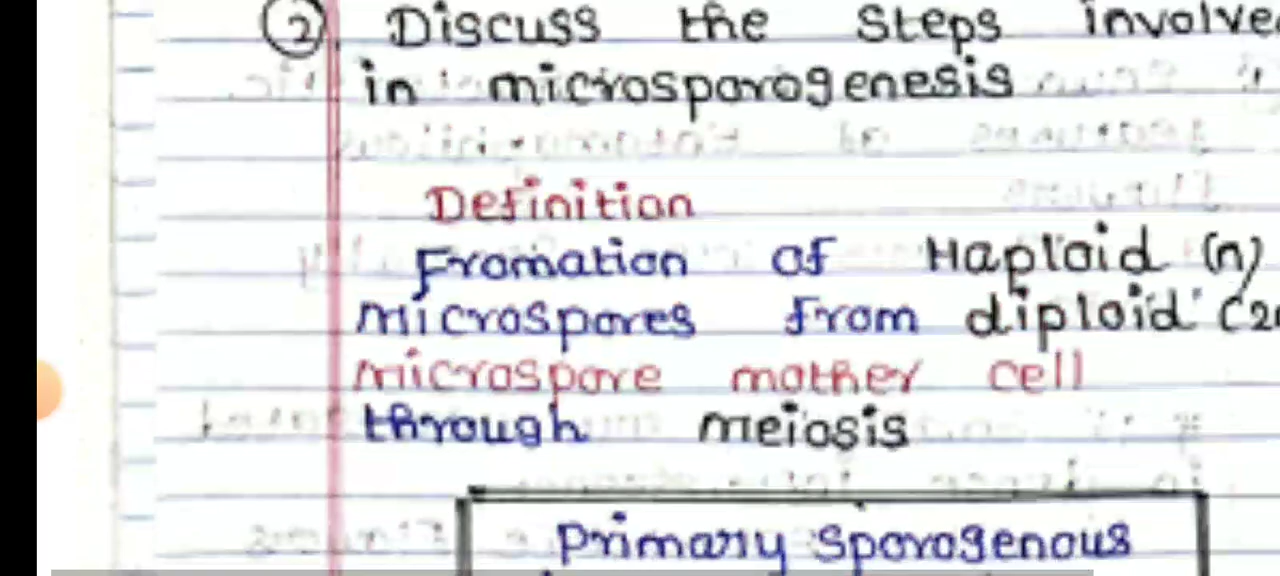 2. Discuss the Steps involve
in microsporogenesis
Definition
Fromation of Haploid (n)
microspores from diploid (2
microspore mother cell
through meiosis
Primary Sporogenous